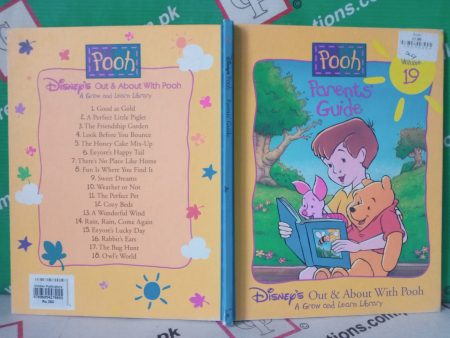 Pooh
DISNEY'S Out & About With Pooh
A Grow and Learn Library
1. Good as Gold
2. A Perfect Little Piglet
3. The Friendship Garden
4. Look Before You Bounce
5. The Honey Cake Mix-Up
6. Eeyore's Happy Tail
7. There's No Place Like Home
8. Fun Is Where You Find It
9. Sweet Dreams
10. Weather or Not
11. The Perfect Pet
12. Cozy Beds
13. A Wonderful Wind
14. Rain, Rain, Come Again
15. Eeyore's Lucky Day
16. Rabbit's Ears
17. The Bug Hunt
18. Owl's World
Pooh
Parents'
Guide
Volume
19
DISNEY'S Out & About With Pooh
A Grow and Learn Library